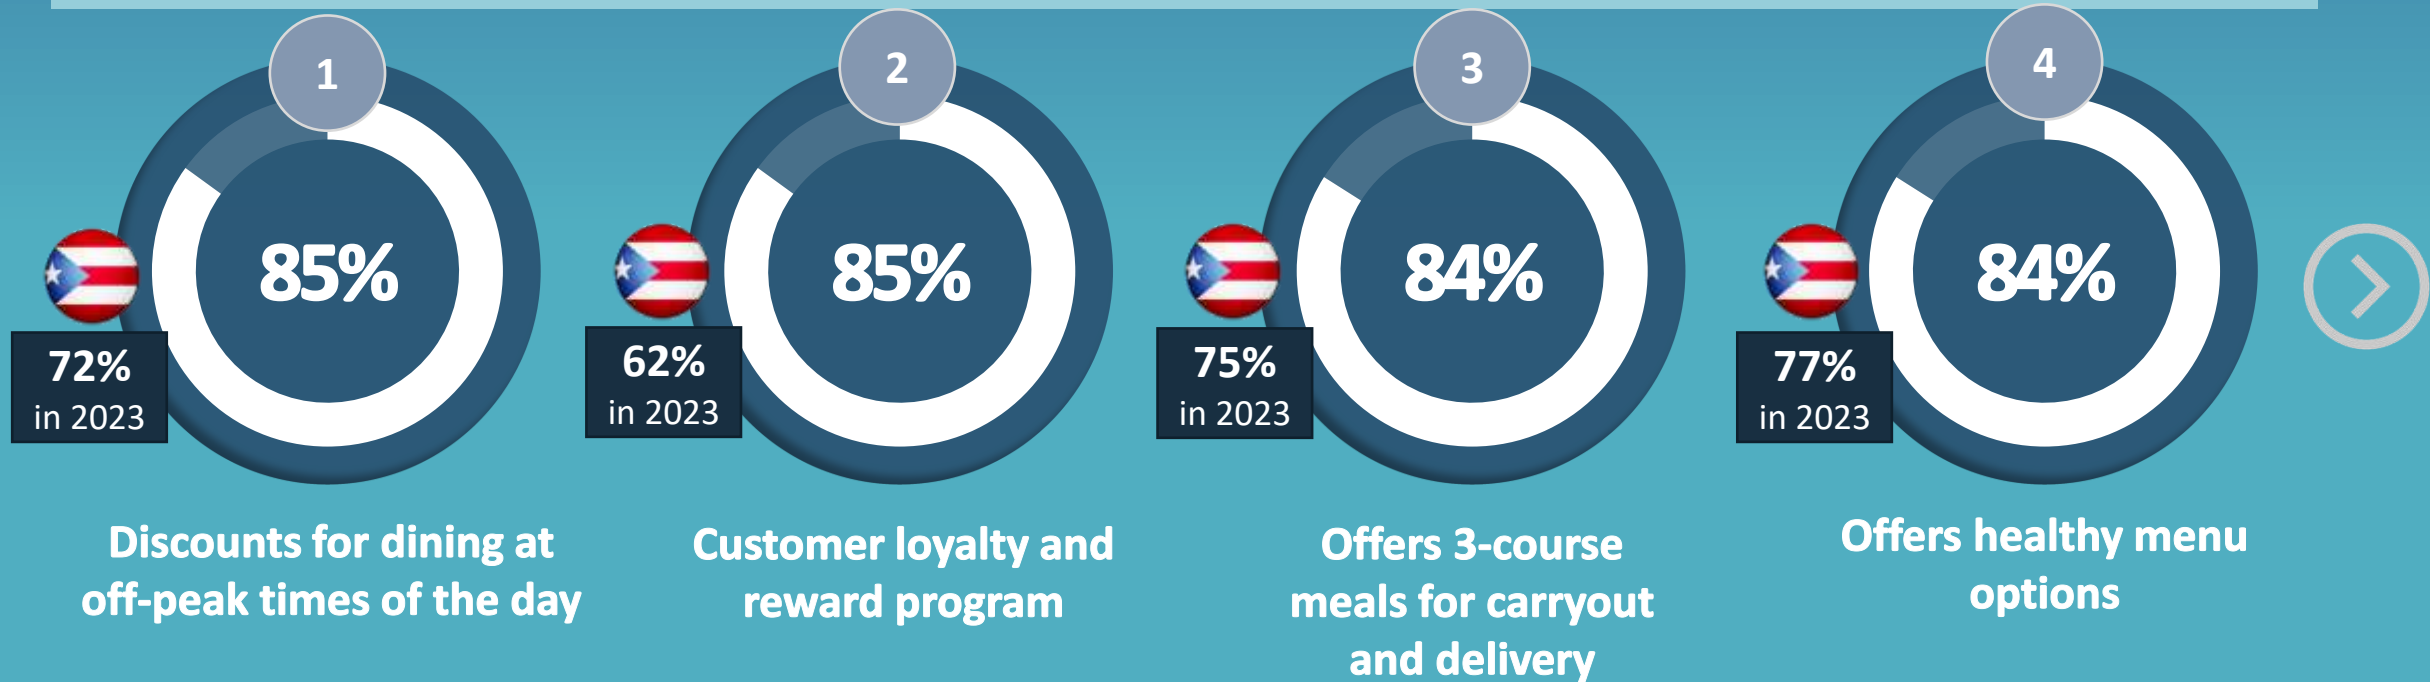 1
85%
72%
in 2023
Discounts for dining at
off-peak times of the day
2
85%
62%
in 2023
Customer loyalty and
reward program
3
84%
75%
in 2023
Offers 3-course
meals for carryout
and delivery
4
84%
77%
in 2023
Offers healthy menu
options